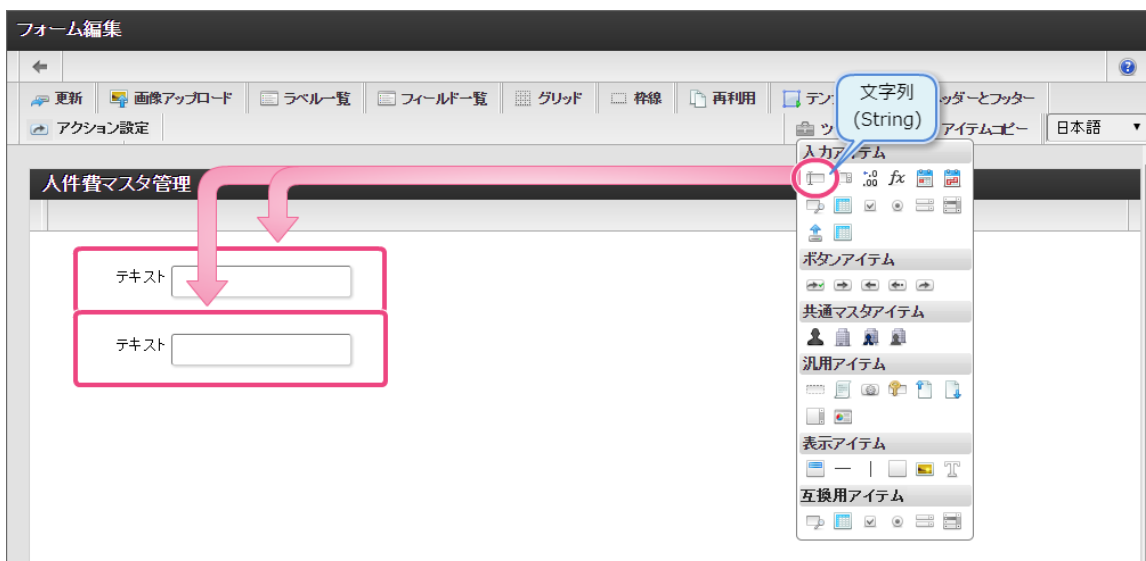 フォーム編集
更新 画像アップロード ラベル一覧 フィールド一覧 グリッド 枠線 再利用 テン ッダーとフッター
アクション設定 ツ アイテムコピー 日本語
文字列
(String)
入力アイテム
人件費マスタ管理
fx
ボタンアイテム
テキスト
共通マスタアイテム
テキスト
汎用アイテム
表示アイテム
互換用アイテム